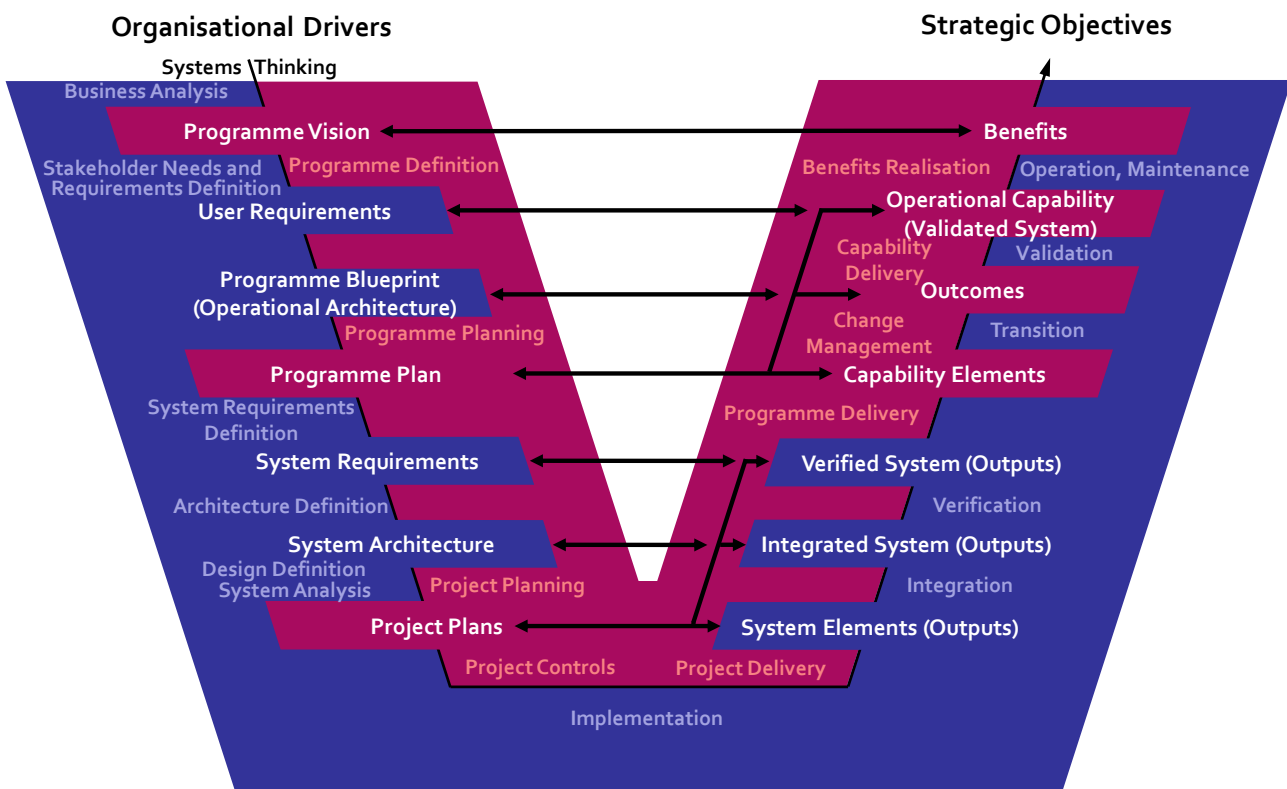 Organisational Drivers
Strategic Objectives
Systems Thinking
Business Analysis
Programme Vision
Benefits
Stakeholder Needs and
Requirements Definition
Programme Definition
Benefits Realisation
Operation, Maintenance
User Requirements
Operational Capability
(Validated System)
Capability
Delivery
Validation
Programme Blueprint
(Operational Architecture)
Outcomes
Programme Planning
Change
Management
Transition
Programme Plan
Capability Elements
System Requirements
Definition
Programme Delivery
System Requirements
Verified System (Outputs)
Architecture Definition
Verification
System Architecture
Integrated System (Outputs)
Design Definition
System Analysis
Project Planning
Integration
Project Plans
System Elements (Outputs)
Project Controls
Project Delivery
Implementation